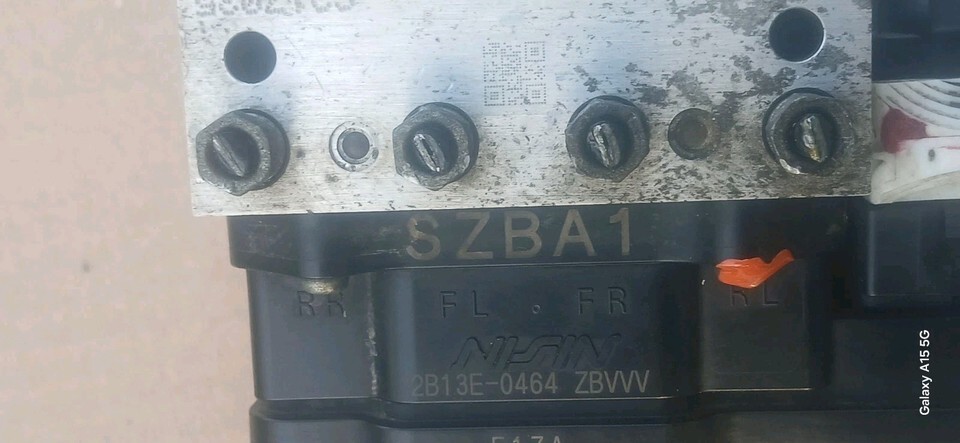 SZBA1
RR FL . FR RL
NISSIN
2B13E-0464 ZBVVV
Galaxy A15 5G